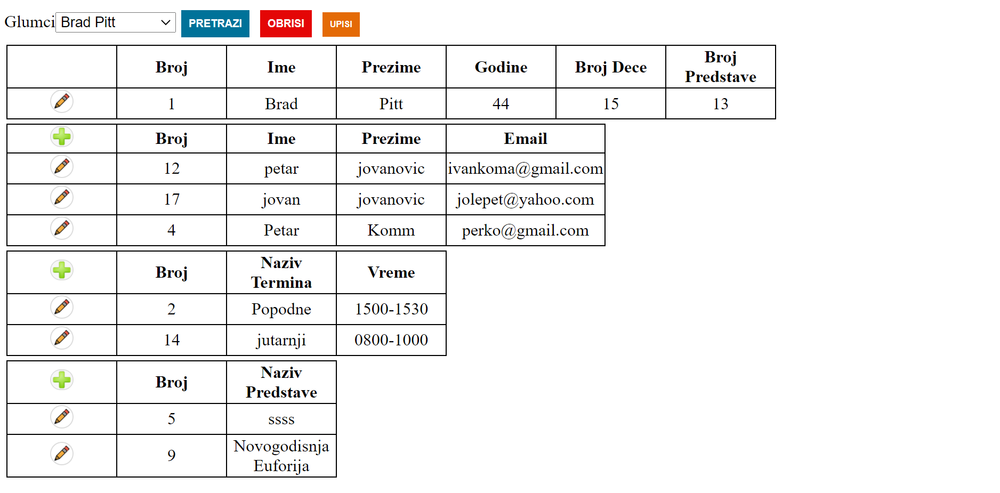 Glumci Brad Pitt PRETRAZI OBRISI UPISI
Broj Ime Prezime Godine Broj Dece Broj Predstave
1 Brad Pitt 44 15 13
Broj Ime Prezime Email
12 petar jovanovic ivankoma@gmail.com
17 jovan jovanovic jolepet@yahoo.com
4 Petar Komm perko@gmail.com
Broj Naziv Termina Vreme
2 Popodne 1500-1530
14 jutarnji 0800-1000
Broj Naziv Predstave
5 ssss
9 Novogodisnja Euforija